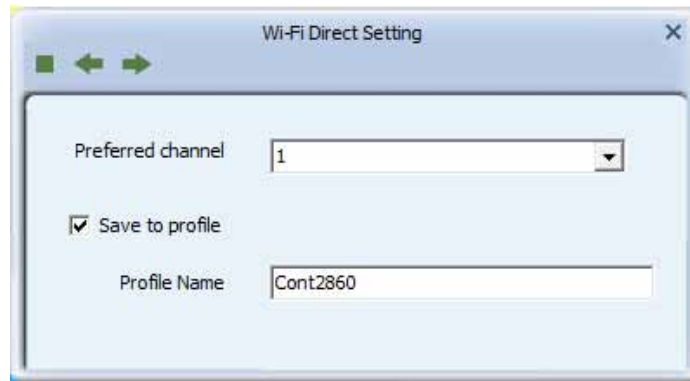 Wi-Fi Direct Setting
Preferred channel 1
Save to profile
Profile Name Cont2860